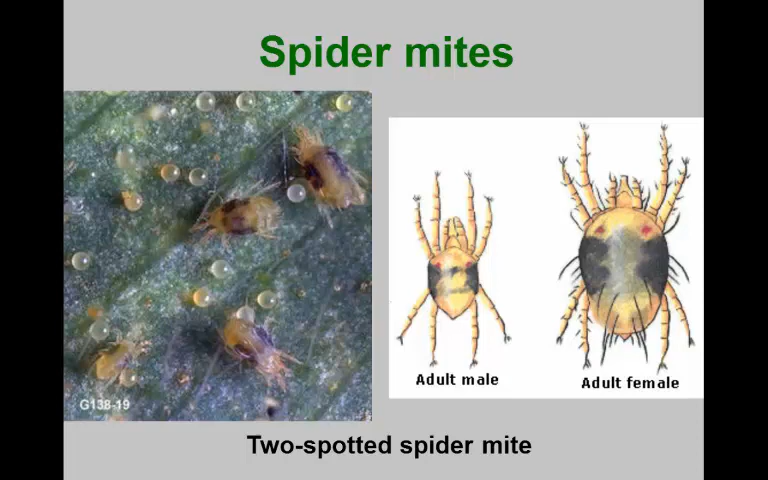 Spider mites
G138-19
Adult male
Adult female
Two-spotted spider mite